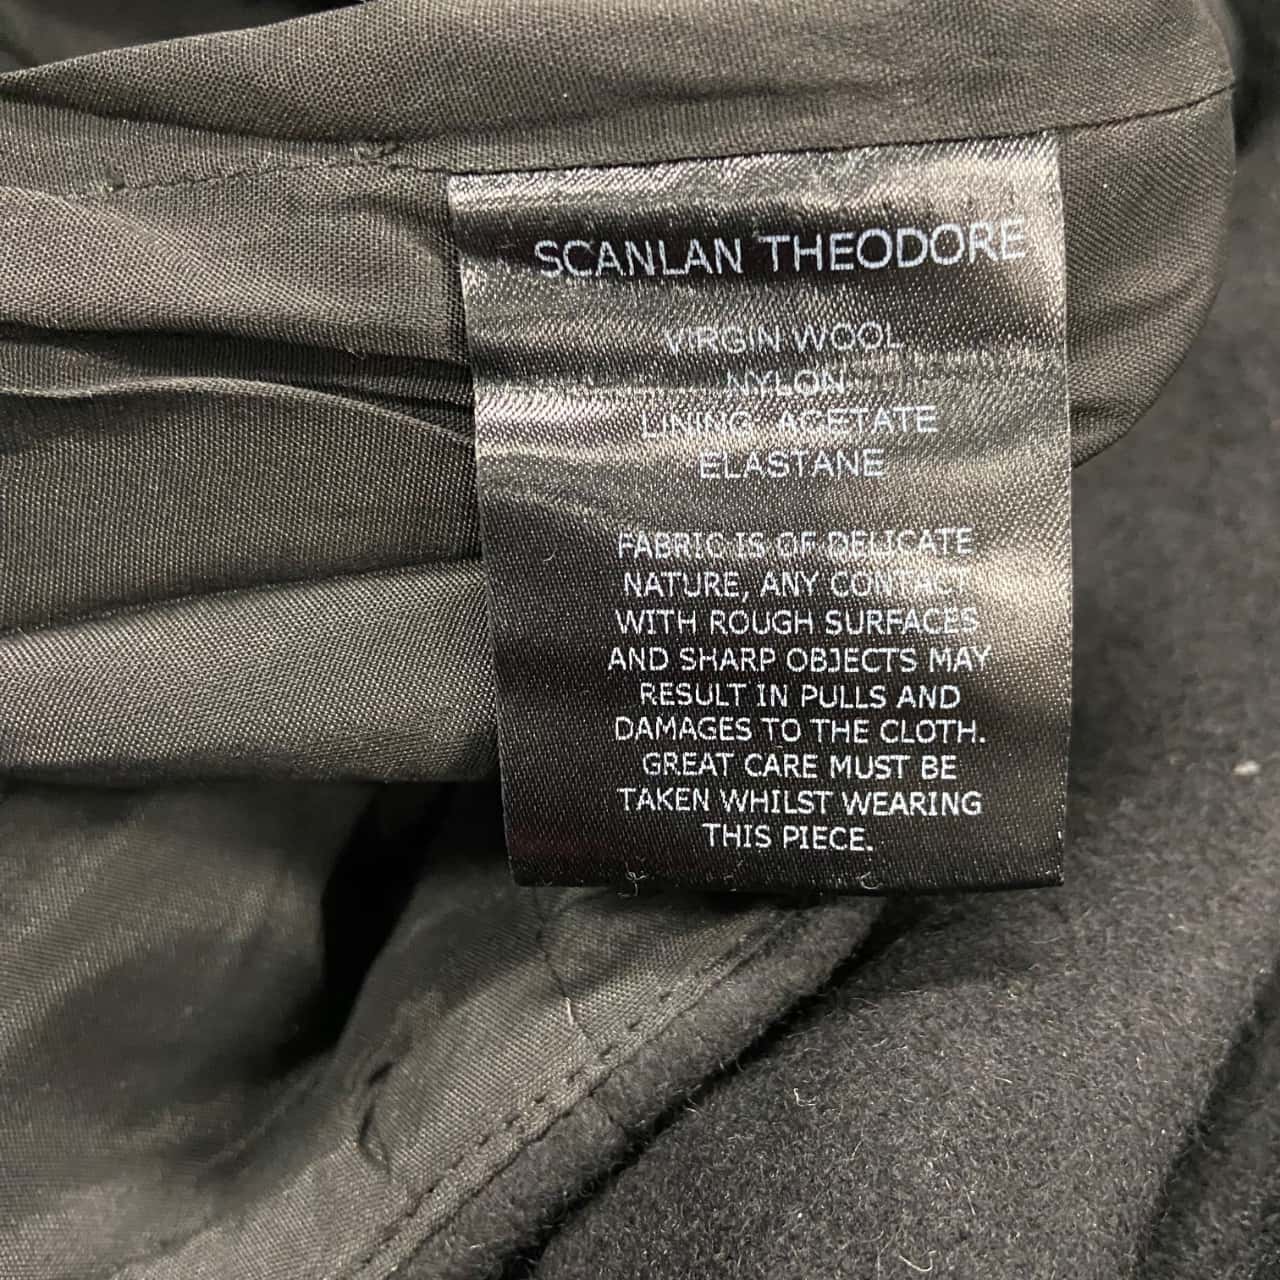 SCANLAN THEODORE
VIRGIN WOOL
NYLON
LINING: ACETATE
ELASTANE
FABRIC IS OF DELICATE
NATURE, ANY CONTACT
WITH ROUGH SURFACES
AND SHARP OBJECTS MAY
RESULT IN PULLS AND
DAMAGES TO THE CLOTH.
GREAT CARE MUST BE
TAKEN WHILST WEARING
THIS PIECE.